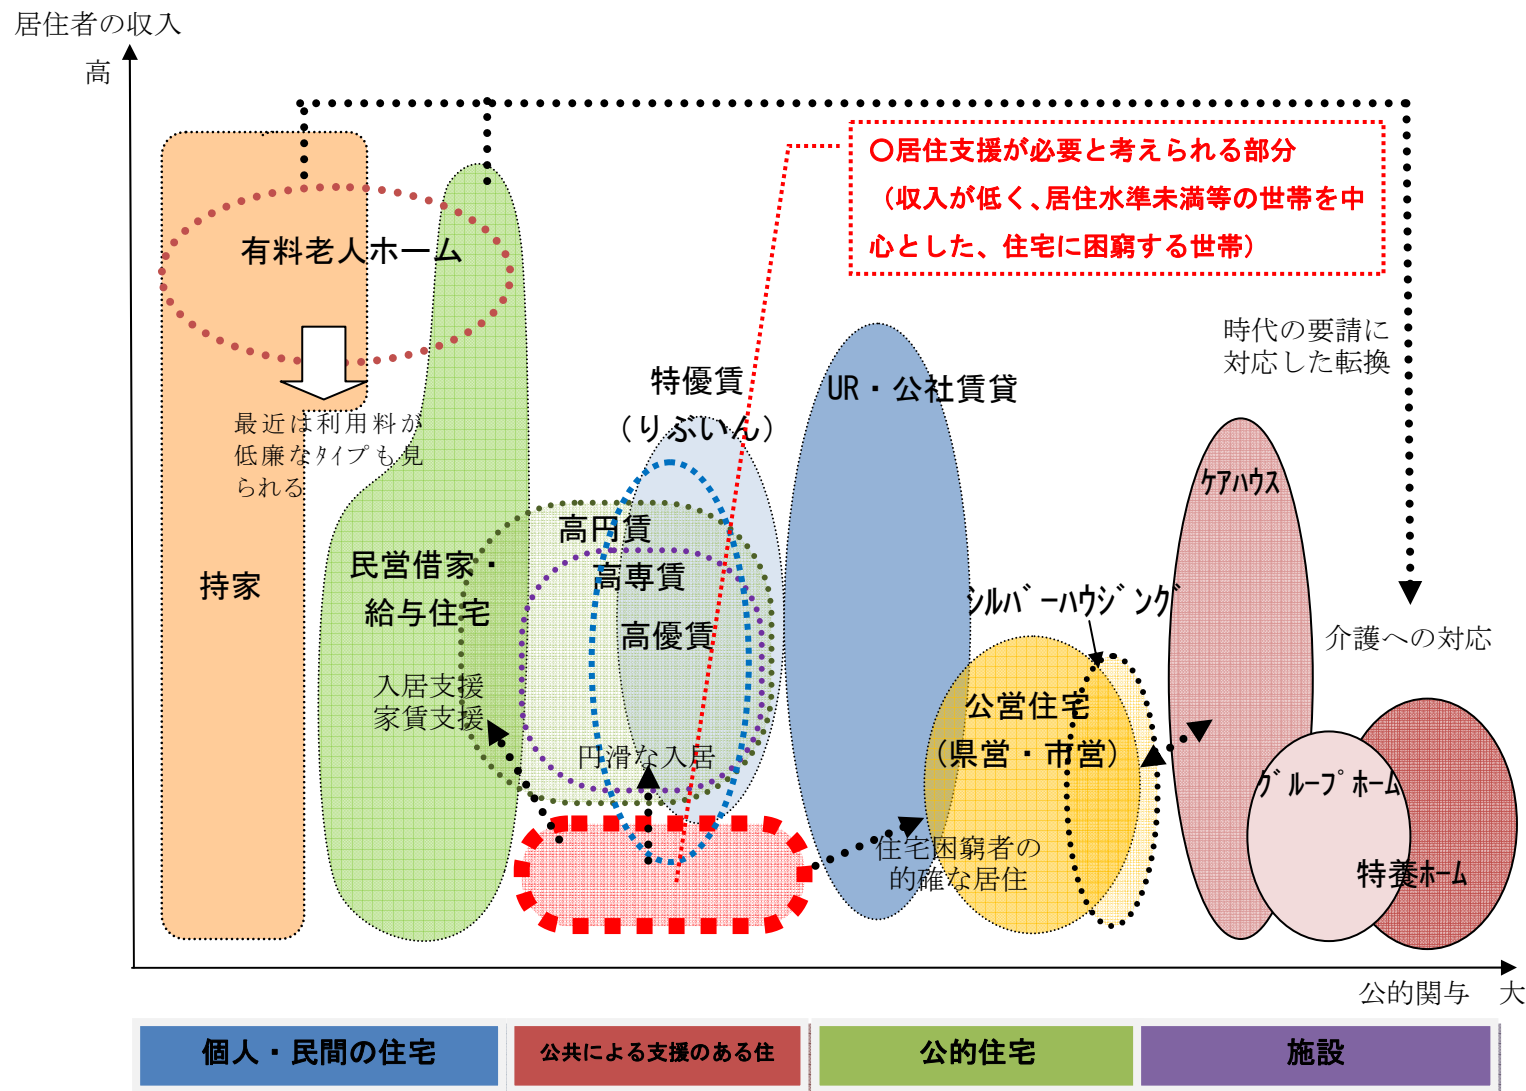 居住者の収入
高
○居住支援が必要と考えられる部分
（収入が低く、居住水準未満等の世帯を中
心とした、住宅に困窮する世帯）
有料老人ホーム
時代の要請に
対応した転換
特優賃
（りぶいん）
UR・公社賃貸
最近は利用料が
低廉なﾀｲﾌﾟも見
られる
ｹｱﾊｳｽ
高円賃
民営借家・
給与住宅
高専賃
持家
ｼﾙﾊﾞｰﾊｳｼﾞﾝｸﾞ
高優賃
介護への対応
入居支援
家賃支援
公営住宅
（県営・市営）
円滑な入居
ｸﾞﾙｰﾌﾟﾎｰﾑ
住宅困窮者の
的確な居住
特養ﾎｰﾑ
公的関与　大
個人・民間の住宅
公共による支援のある住
公的住宅
施設